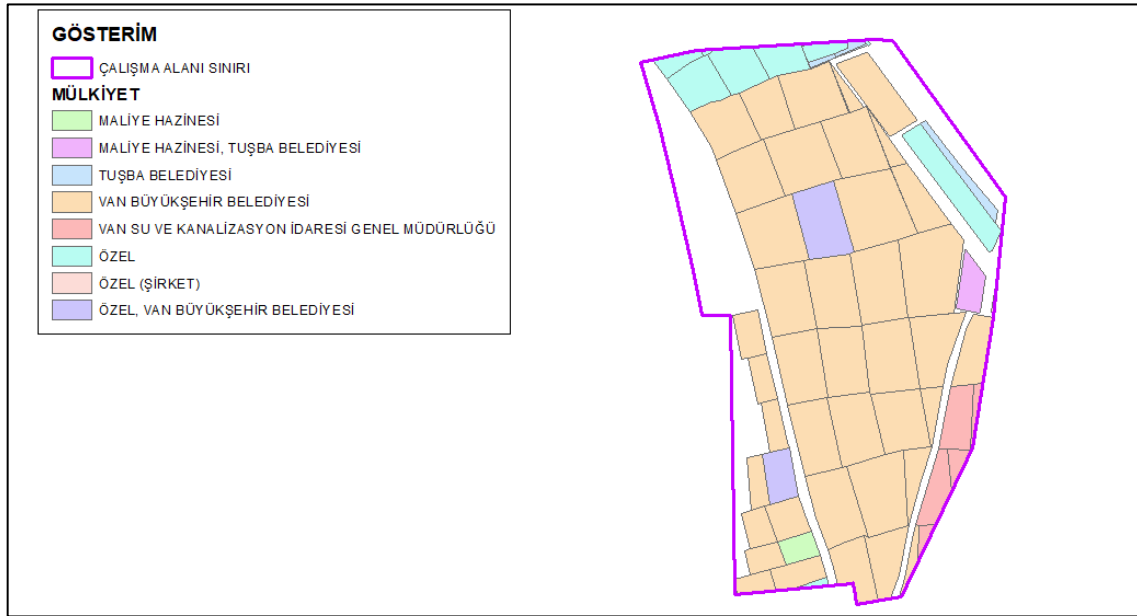 GÖSTERİM
ÇALIŞMA ALANI SINIRI
MÜLKİYET
MALİYE HAZİNESİ
MALİYE HAZİNESİ, TUŞBA BELEDİYESİ
TUŞBA BELEDİYESİ
VAN BÜYÜKŞEHİR BELEDİYESİ
VAN SU VE KANALİZASYON İDARESİ GENEL MÜDÜRLÜĞÜ
ÖZEL
ÖZEL (ŞİRKET)
ÖZEL, VAN BÜYÜKŞEHİR BELEDİYESİ